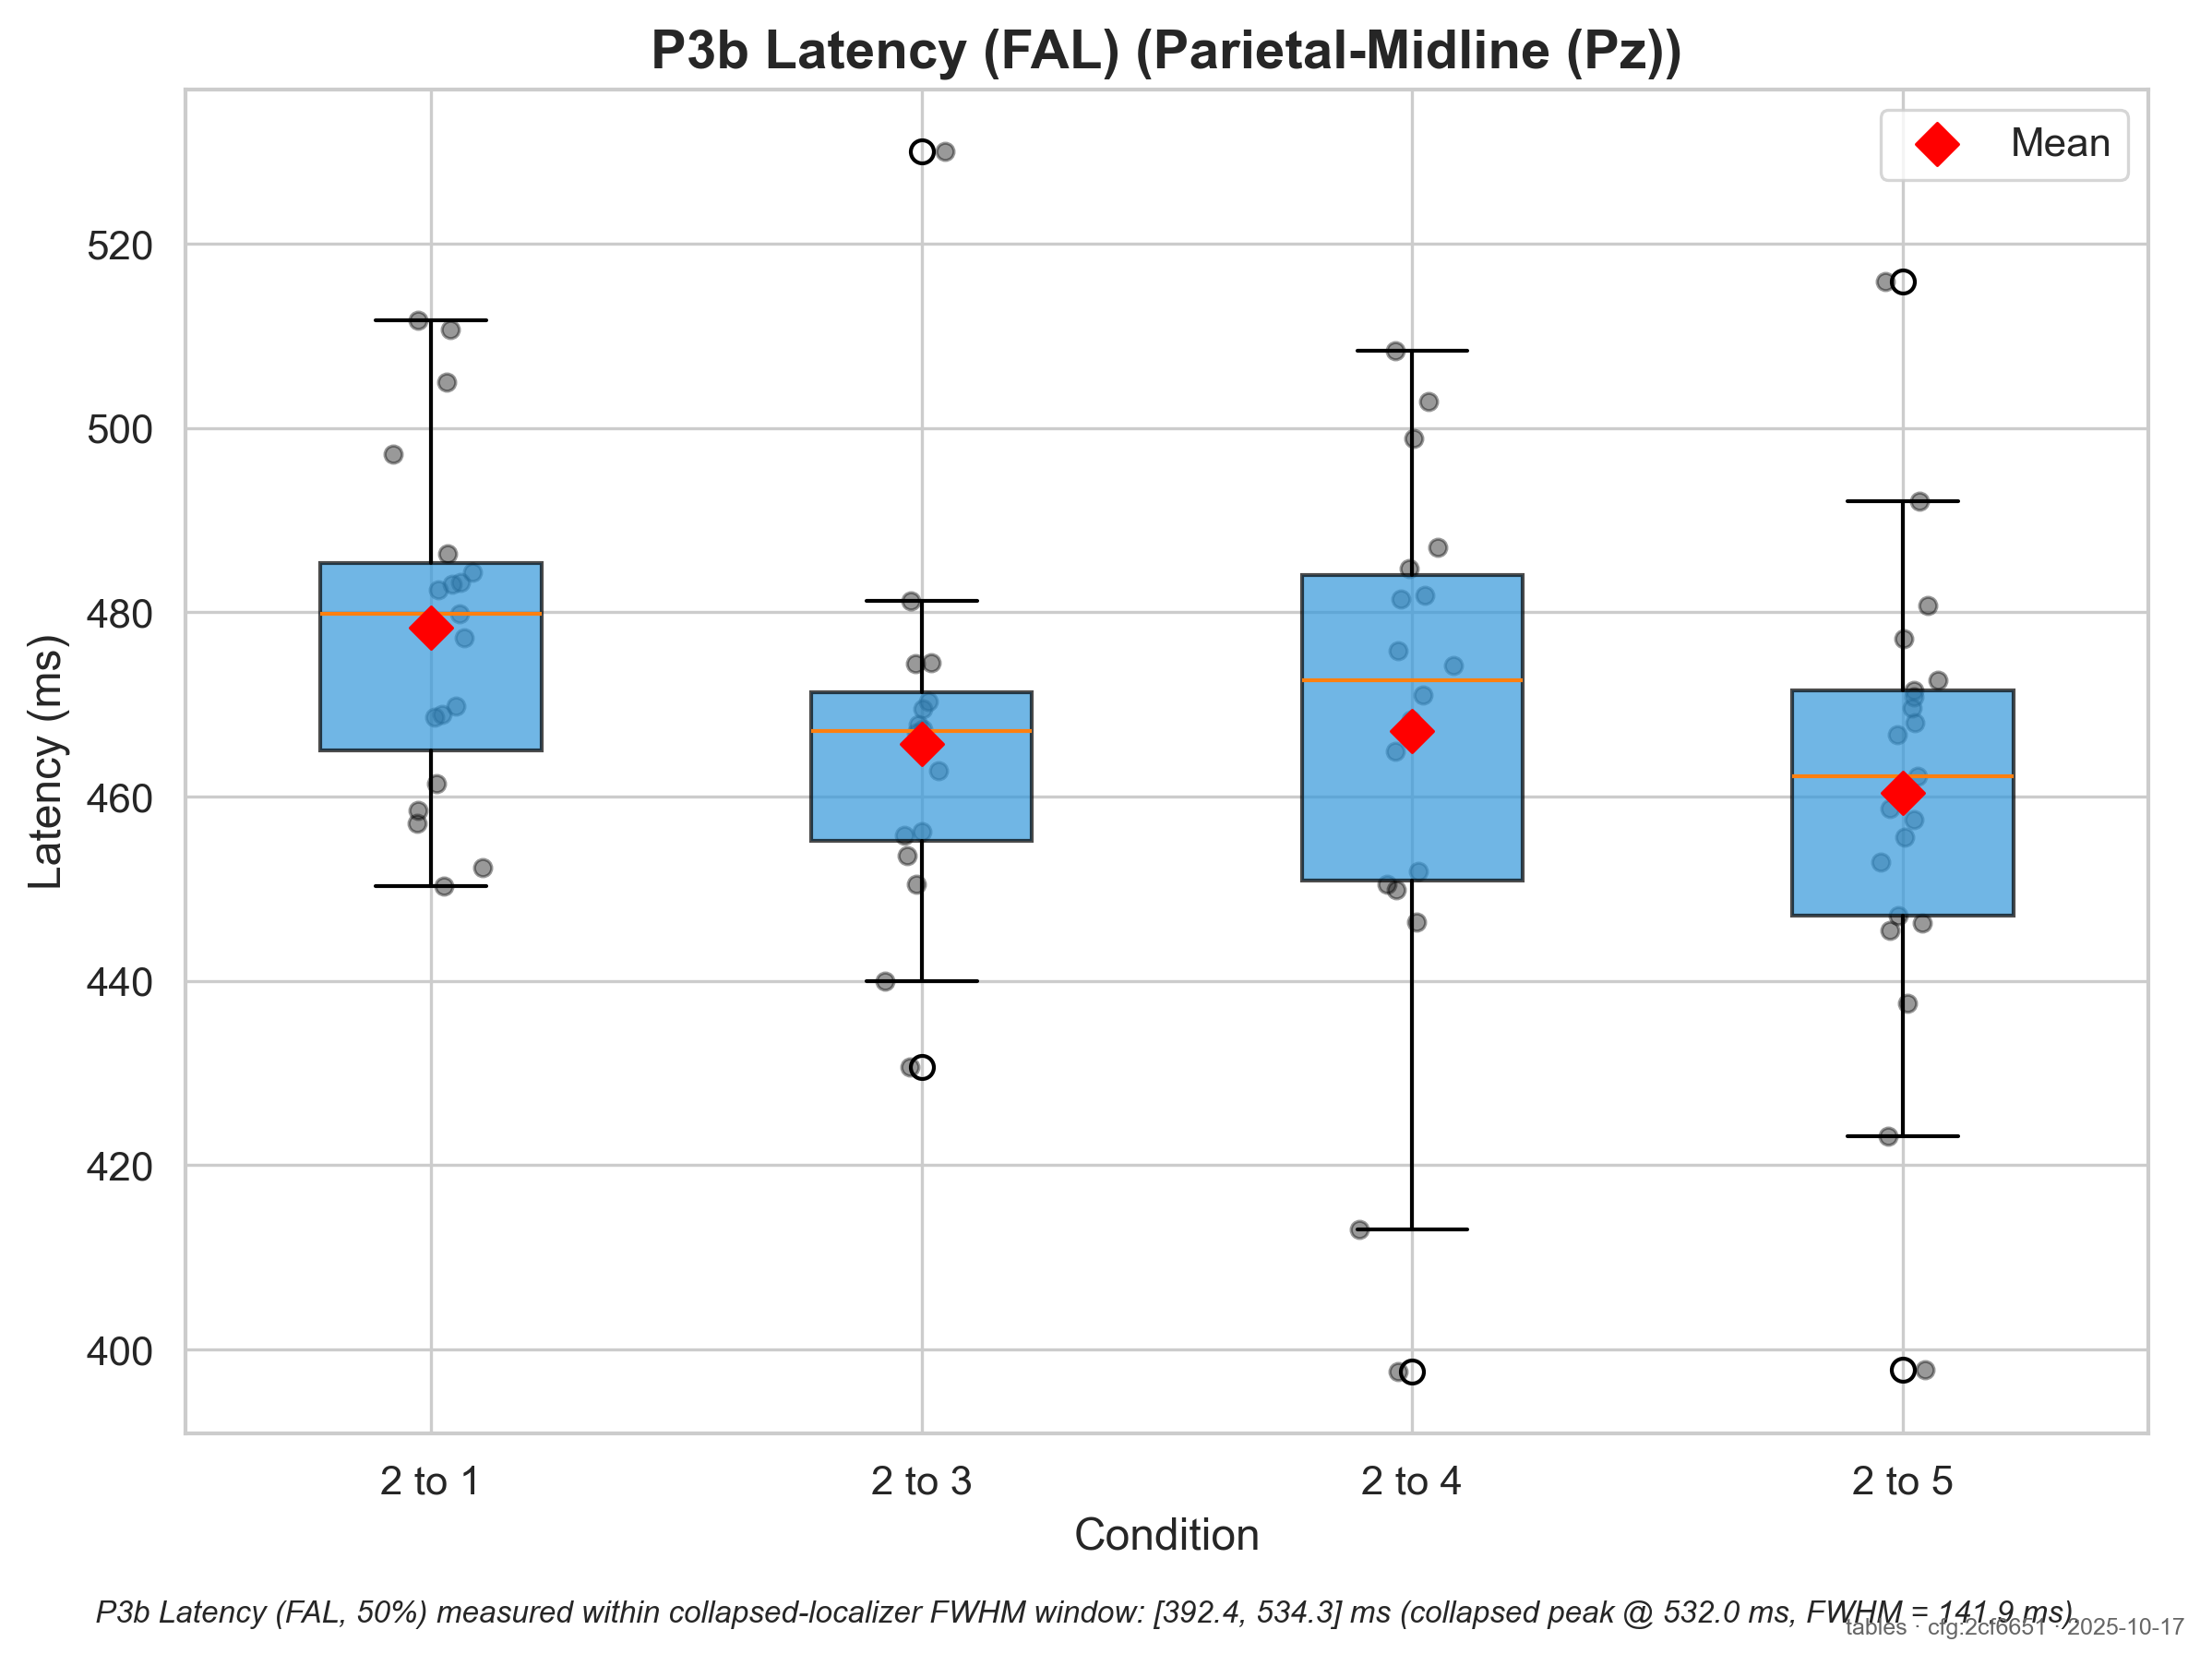 P3b Latency (FAL) (Parietal-Midline (Pz))
Mean
Latency (ms)
520
500
480
460
440
420
400
2 to 1
2 to 3
2 to 4
2 to 5
Condition
P3b Latency (FAL, 50%) measured within collapsed-localizer FWHM window: [392.4, 534.3] ms (collapsed peak @ 532.0 ms, FWHM = 141.9 ms).
tables · cfg:2cf6651 · 2025-10-17